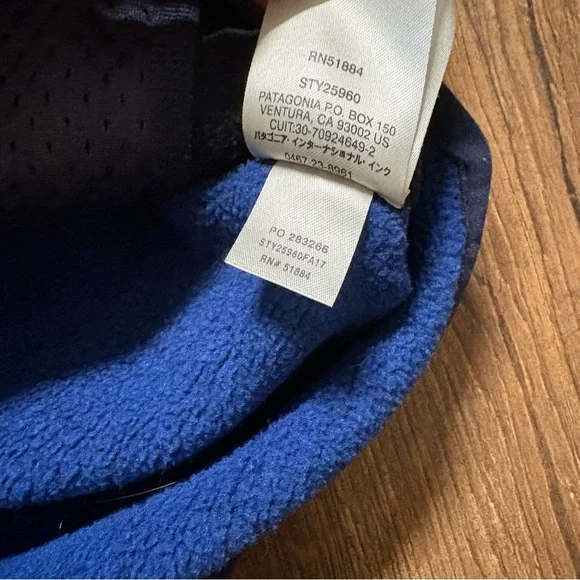 RN51884
STY25960
PATAGONIA P.O. BOX 150
VENTURA, CA 93002 US
CUIT:30-70924649-2
パタゴニア・インターナショナル・インク
0467-23-8961
PO 283266
STY25960FA17
RN# 51884